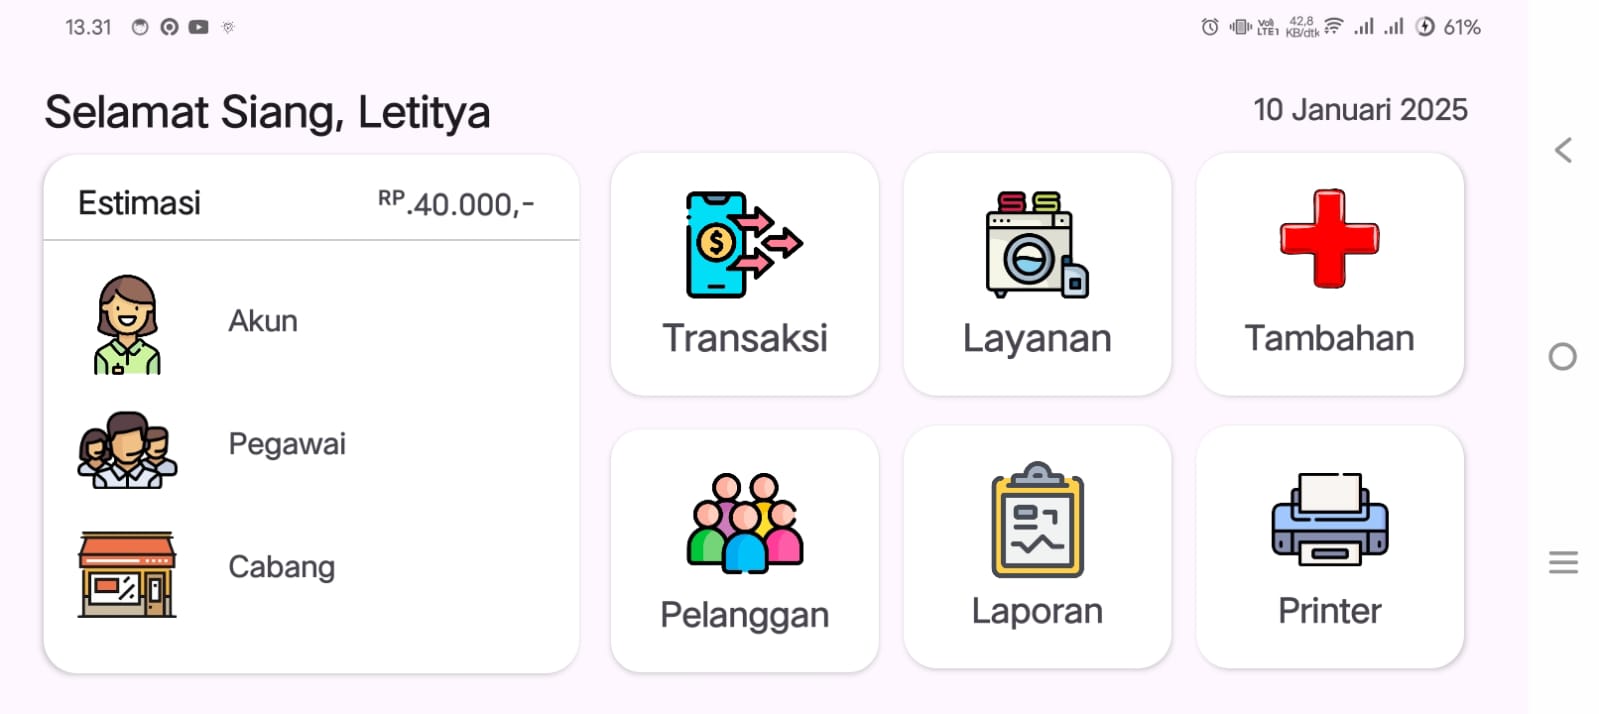 13.31
Vo))
LTE1
42,8
KB/dtk
61%
Selamat Siang, Letitya
10 Januari 2025
Estimasi
RP.40.000,-
Akun
Pegawai
Cabang
$
Transaksi
Layanan
Tambahan
Pelanggan
Laporan
Printer